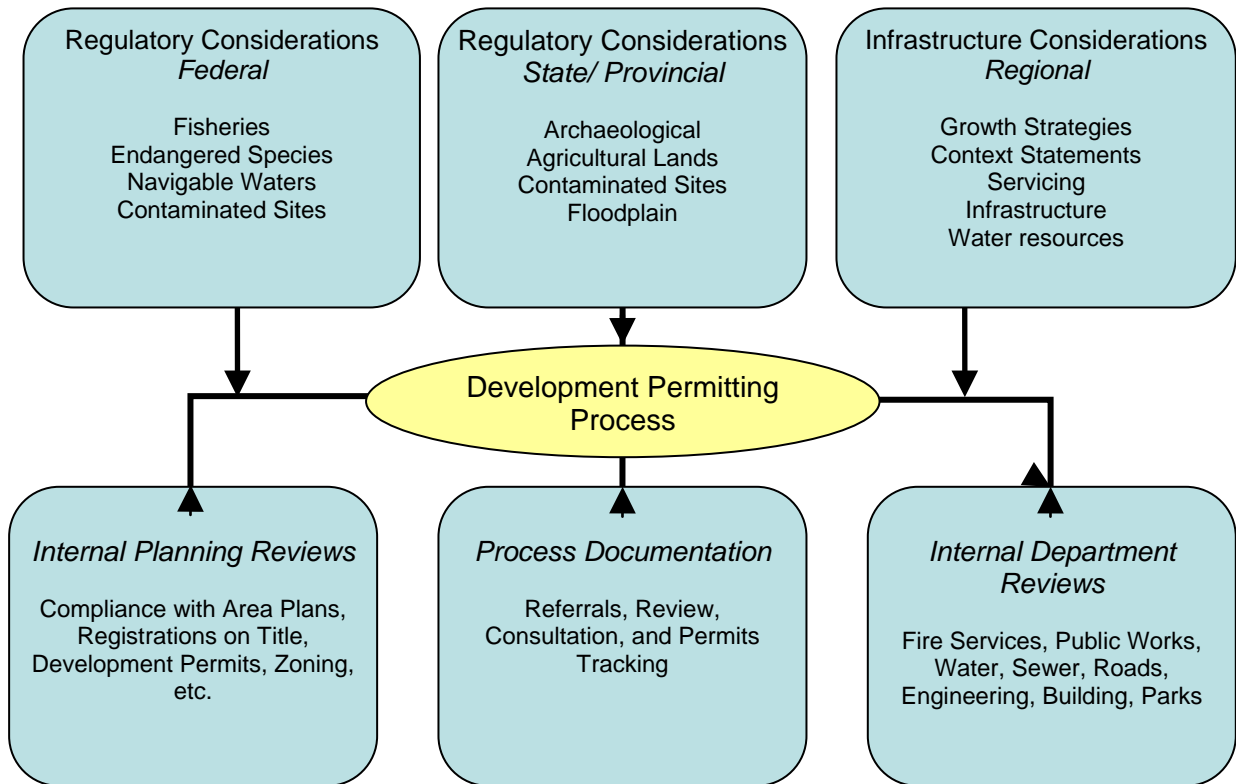 Regulatory Considerations
Federal
Fisheries
Endangered Species
Navigable Waters
Contaminated Sites
Regulatory Considerations
State/ Provincial
Archaeological
Agricultural Lands
Contaminated Sites
Floodplain
Infrastructure Considerations
Regional
Growth Strategies
Context Statements
Servicing
Infrastructure
Water resources
Development Permitting
Process
Internal Planning Reviews
Compliance with Area Plans,
Registrations on Title,
Development Permits, Zoning,
etc.
Process Documentation
Referrals, Review,
Consultation, and Permits
Tracking
Internal Department
Reviews
Fire Services, Public Works,
Water, Sewer, Roads,
Engineering, Building, Parks